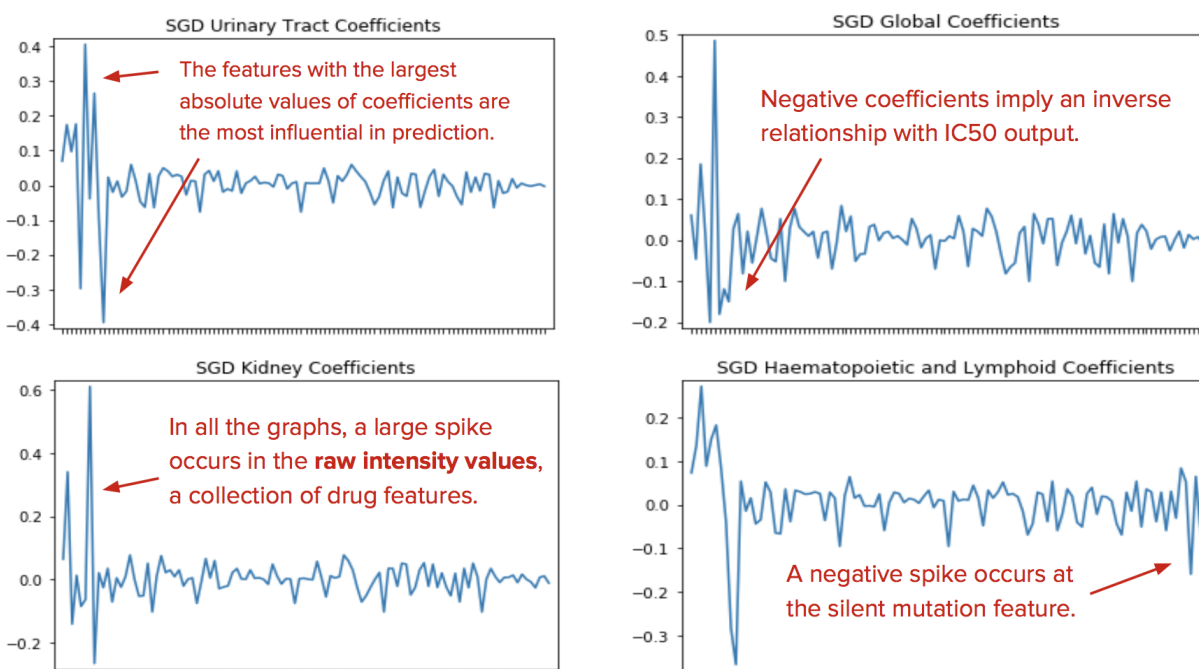 SGD Urinary Tract Coefficients
0.4
0.3
0.2
0.1
0.0
−0.1
−0.2
−0.3
−0.4
The features with the largest
absolute values of coefficients are
the most influential in prediction.
SGD Global Coefficients
0.5
0.4
0.3
0.2
0.1
0.0
−0.1
−0.2
Negative coefficients imply an inverse
relationship with IC50 output.
SGD Kidney Coefficients
0.6
0.4
0.2
0.0
−0.2
In all the graphs, a large spike
occurs in the raw intensity values,
a collection of drug features.
SGD Haematopoietic and Lymphoid Coefficients
0.2
0.1
0.0
−0.1
−0.2
−0.3
A negative spike occurs at
the silent mutation feature.